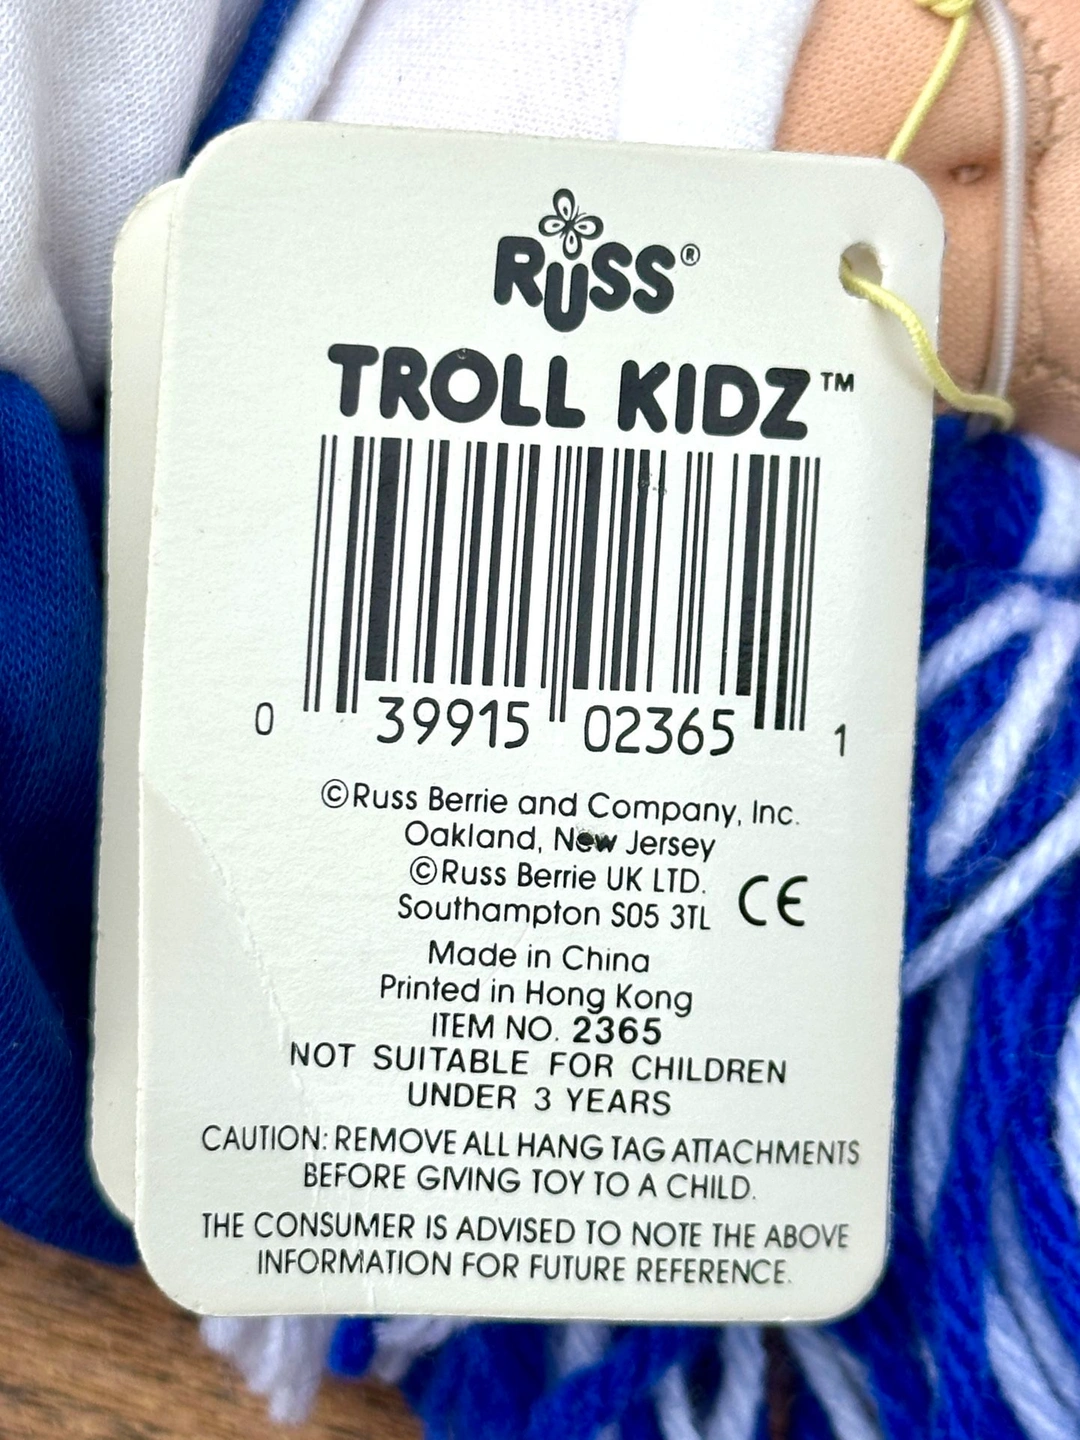 RUSS®
TROLL KIDZ™
0 39915 02365 1
©Russ Berrie and Company, Inc.
Oakland, New Jersey
©Russ Berrie UK LTD.
Southampton S05 3TL CE
Made in China
Printed in Hong Kong
ITEM NO. 2365
NOT SUITABLE FOR CHILDREN
UNDER 3 YEARS
CAUTION: REMOVE ALL HANG TAG ATTACHMENTS
BEFORE GIVING TOY TO A CHILD.
THE CONSUMER IS ADVISED TO NOTE THE ABOVE
INFORMATION FOR FUTURE REFERENCE.